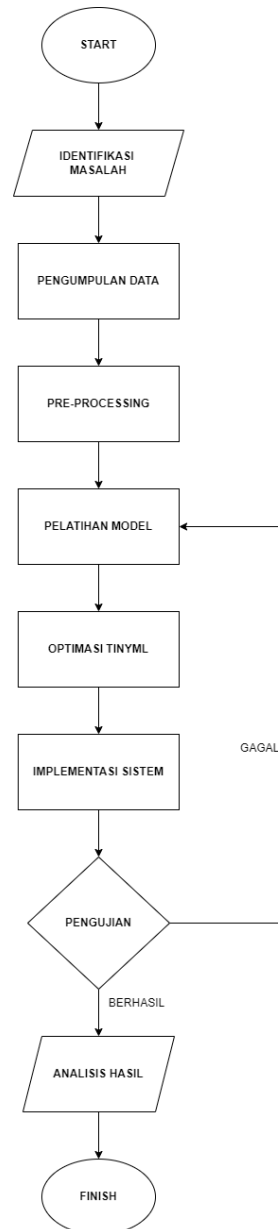 START
IDENTIFIKASI
MASALAH
PENGUMPULAN DATA
PRE-PROCESSING
PELATIHAN MODEL
OPTIMASI TINYML
IMPLEMENTASI SISTEM
GAGAL
PENGUJIAN
BERHASIL
ANALISIS HASIL
FINISH